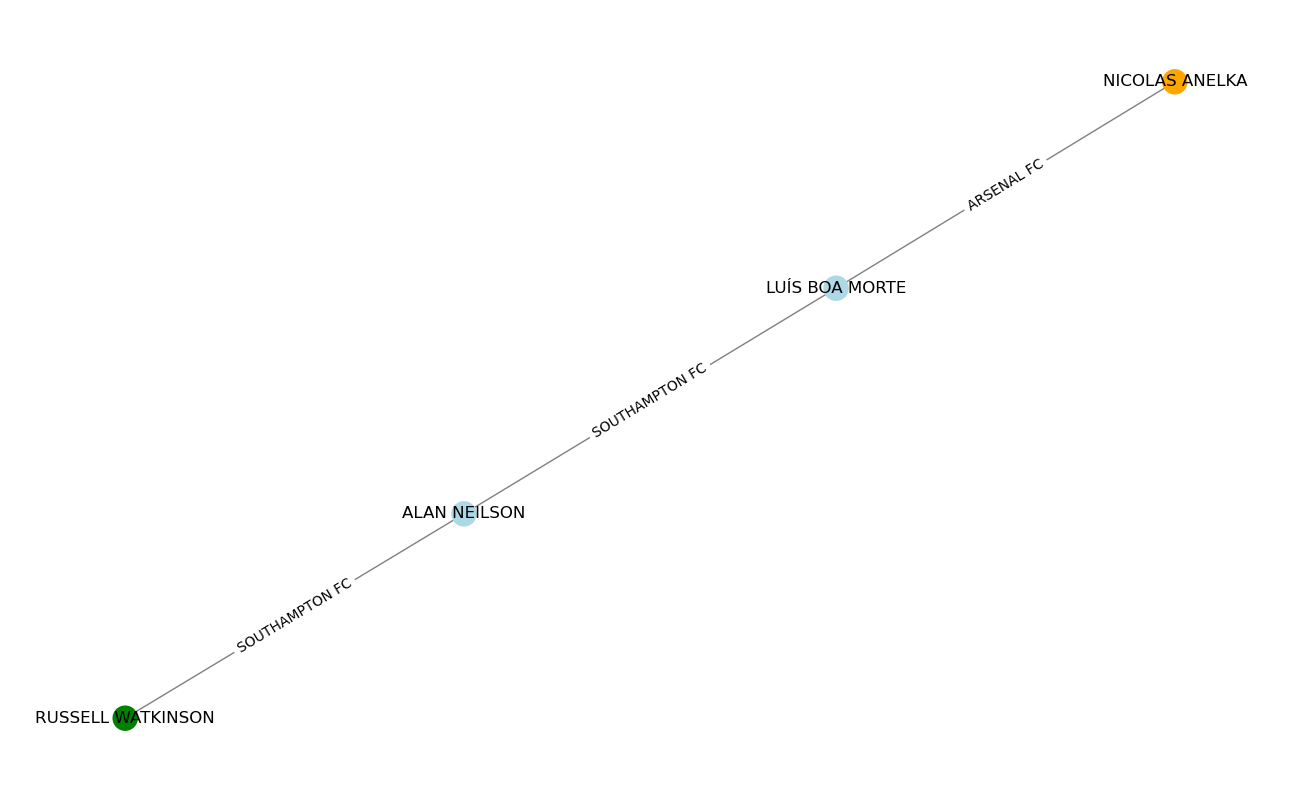 NICOLAS ANELKA
ARSENAL FC
LUÍS BOA MORTE
SOUTHAMPTON FC
ALAN NEILSON
SOUTHAMPTON FC
RUSSELL WATKINSON